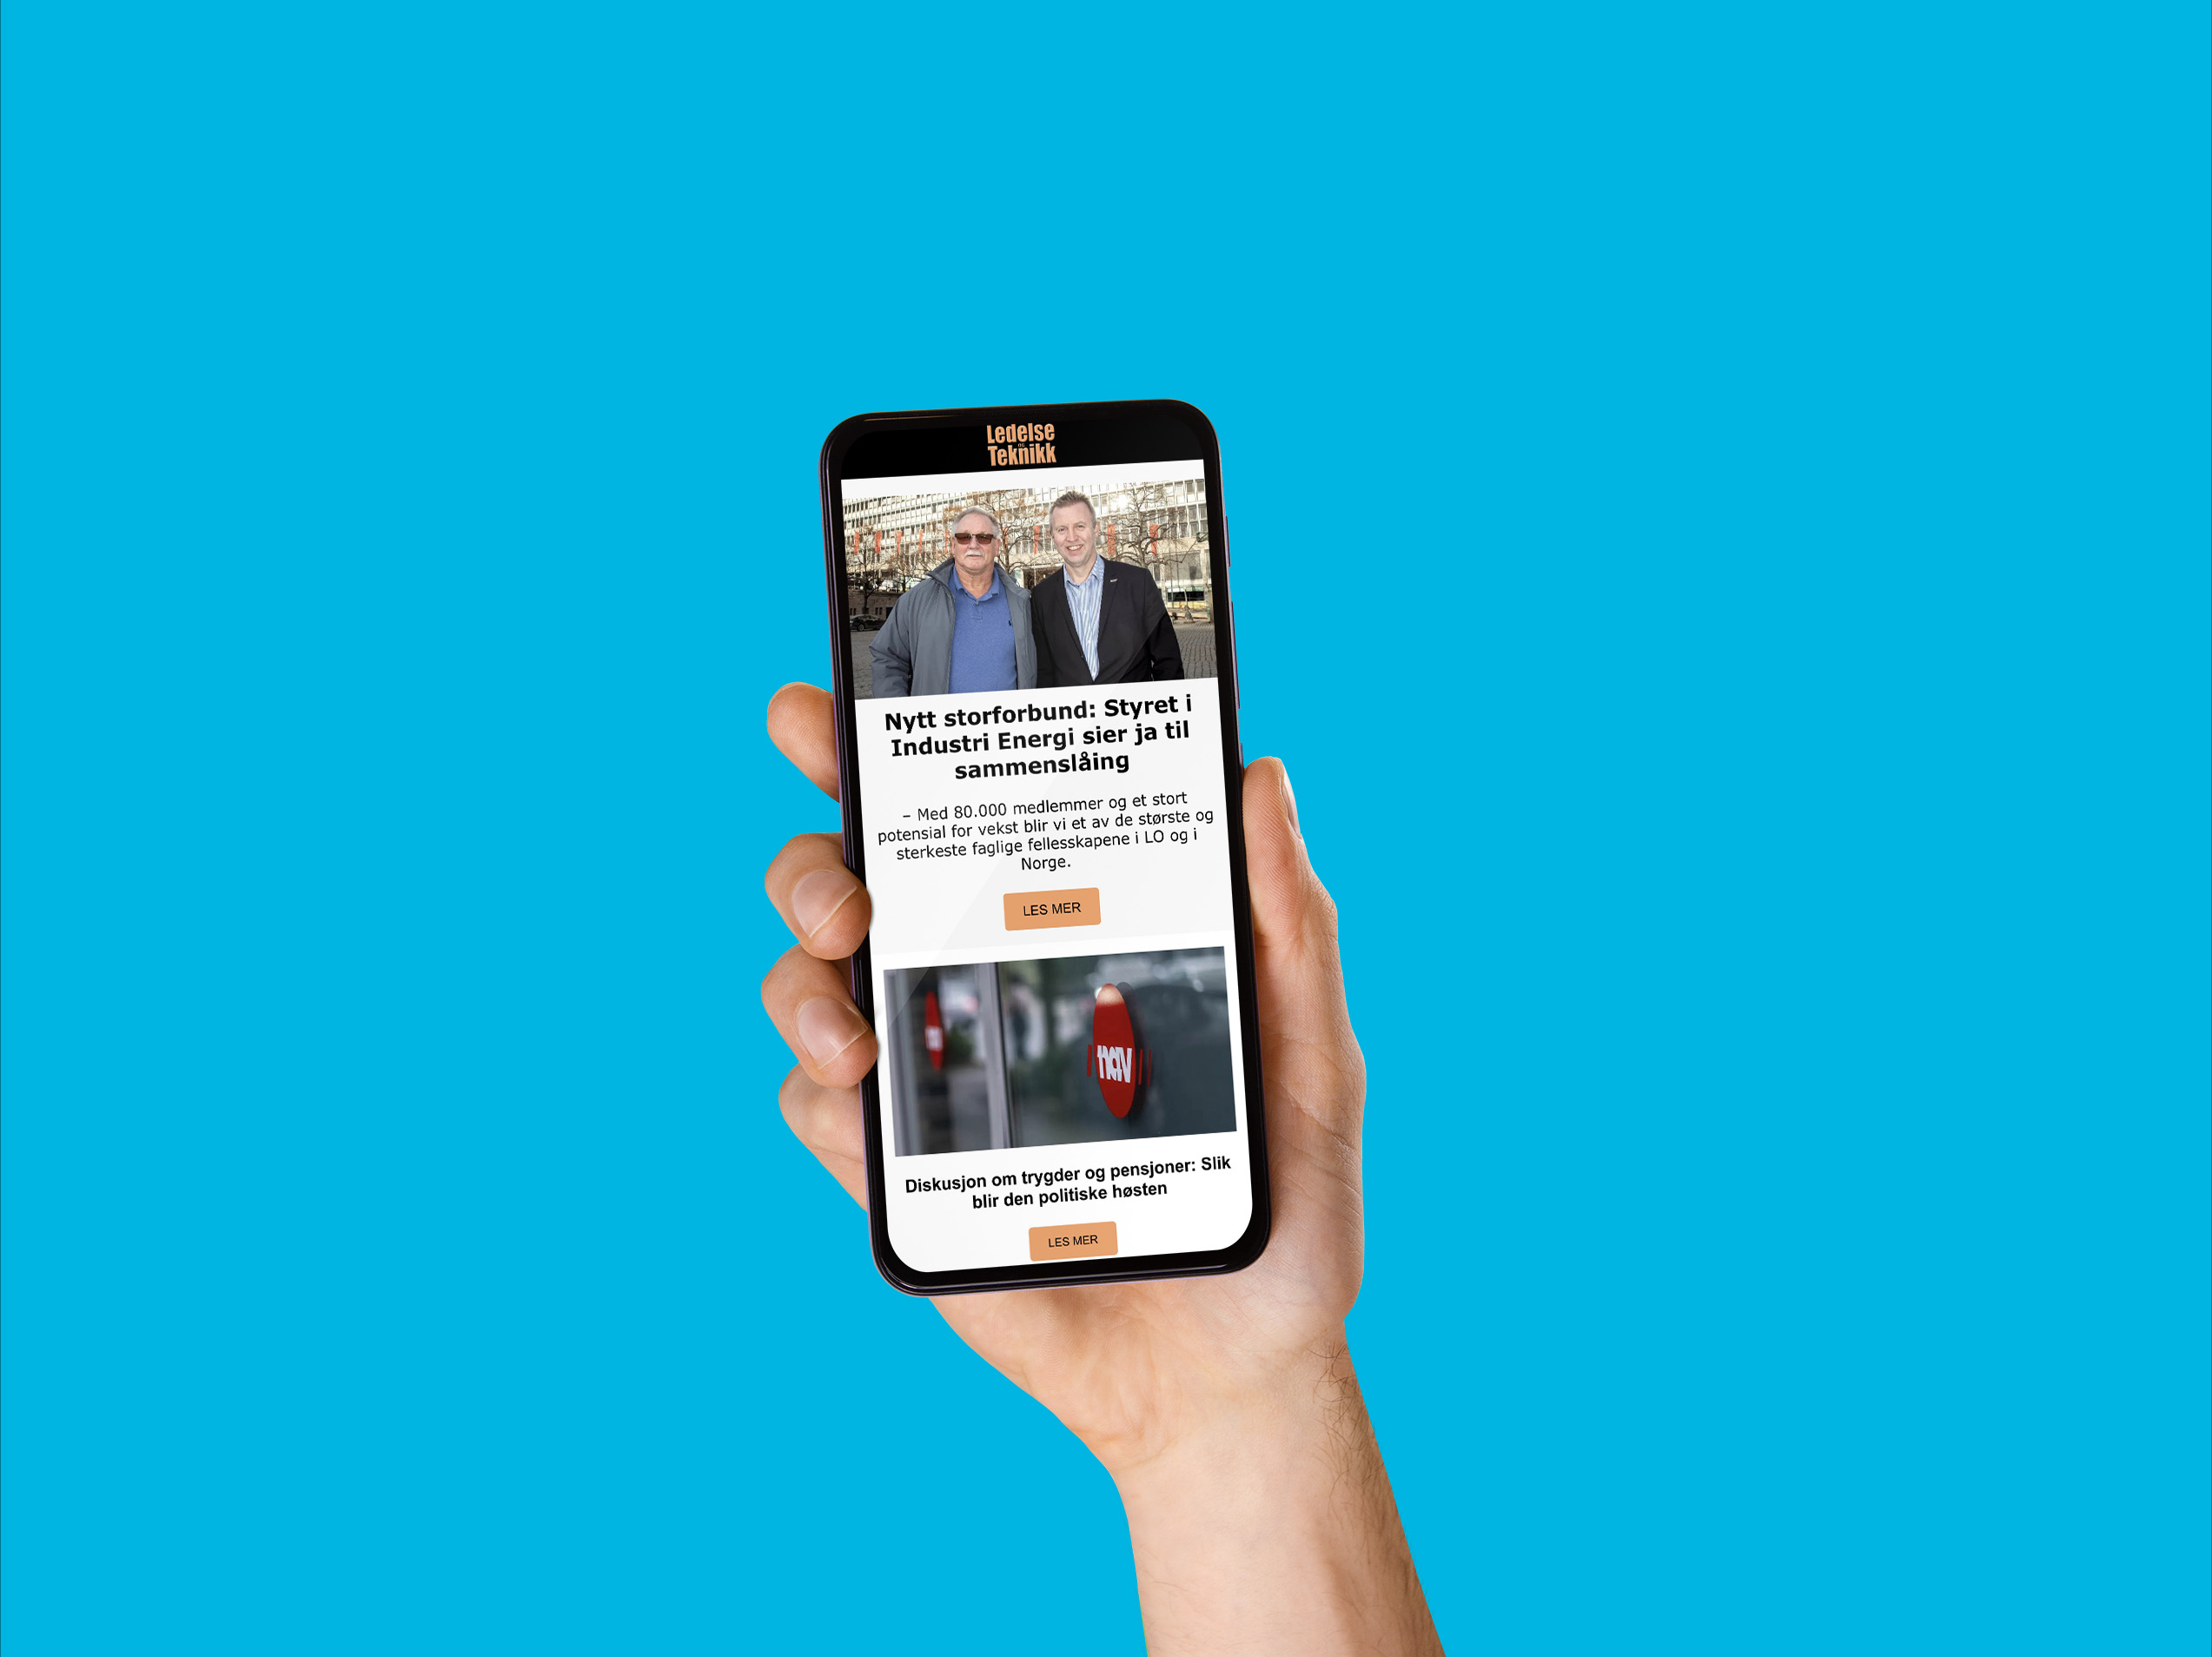 Ledelse
Teknikk
Nytt storforbund: Styret i
Industri Energi sier ja til
sammenslåing
– Med 80.000 medlemmer og et stort
potensial for vekst blir vi et av de største og
sterkeste faglige fellesskapene i LO og i
Norge.
LES MER
nav
Diskusjon om trygder og pensjoner: Slik
blir den politiske høsten
LES MER